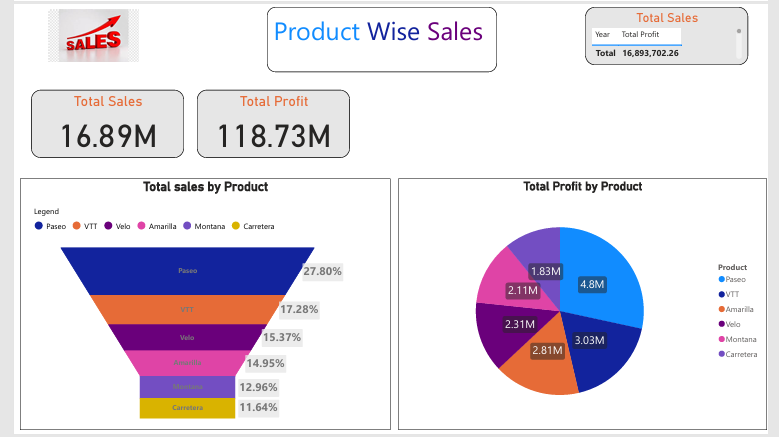 SALES
Product Wise Sales
Total Sales
Year Total Profit
Total 16,893,702.26
Total Sales
16.89M
Total Profit
118.73M
Total sales by Product
Legend
Paseo VTT Velo Amarilla Montana Carretera
Paseo
27.80%
VTT
17.28%
Velo
15.37%
14.95%
Montana
12.96%
Carretera
11.64%
Total Profit by Product
1.83M
4.8M
2.11M
2.31M
3.03M
2.81M
Product
Paseo
VTT
Amarilla
Velo
Montana
Carretera